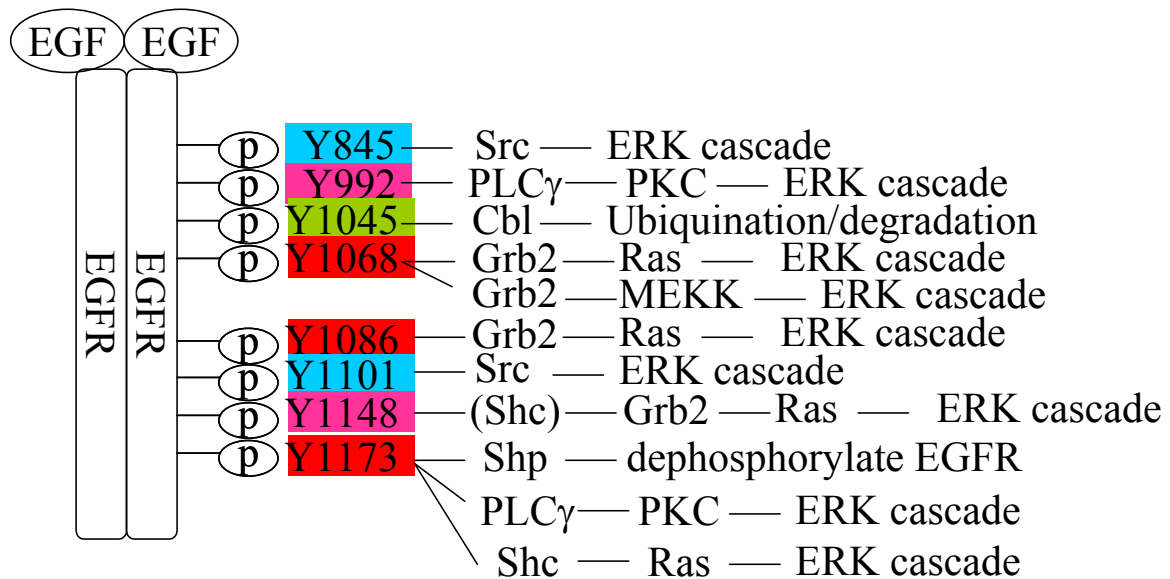 EGF EGF
p Y845 Src ERK cascade
p Y992 PLCγ PKC ERK cascade
p Y1045 Cbl Ubiquination/degradation
p Y1068 Grb2 Ras ERK cascade
Grb2 MEKK ERK cascade
EGFR EGFR
p Y1086 Grb2 Ras ERK cascade
p Y1101 Src ERK cascade
p Y1148 (Shc) Grb2 Ras ERK cascade
p Y1173 Shp dephosphorylate EGFR
PLCγ PKC ERK cascade
Shc Ras ERK cascade